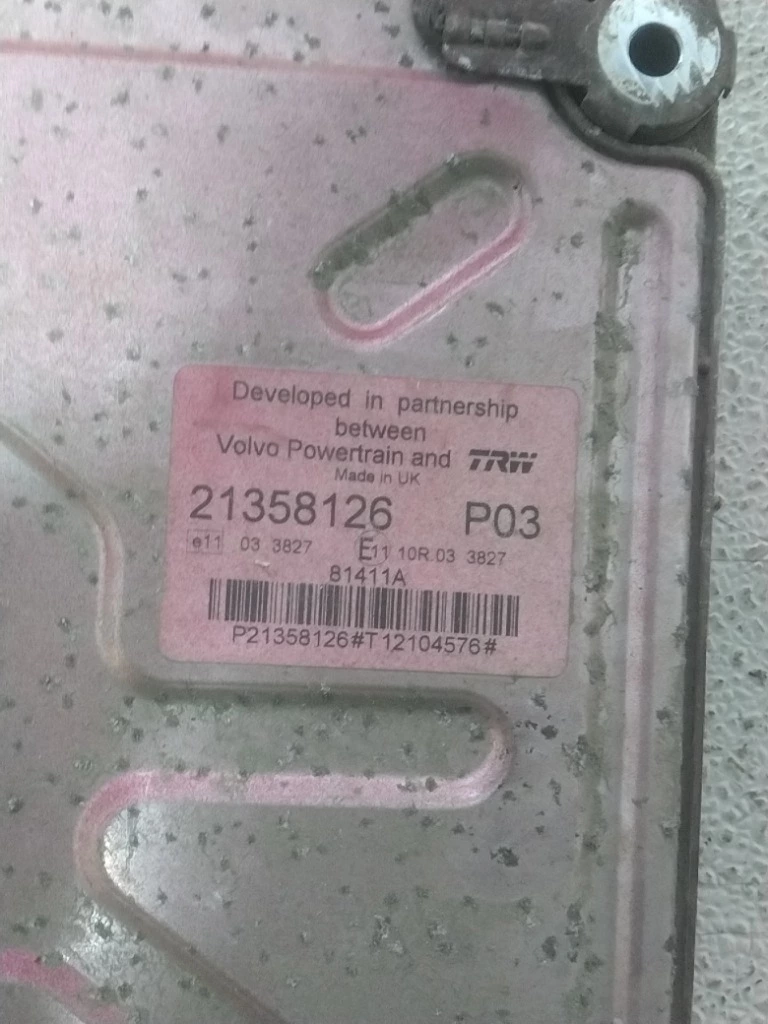 Developed in partnership
between
Volvo Powertrain and TRW
Made in UK
21358126 P03
e11 03 3827 E11 10R.03 3827
81411A
P21358126#T12104576#